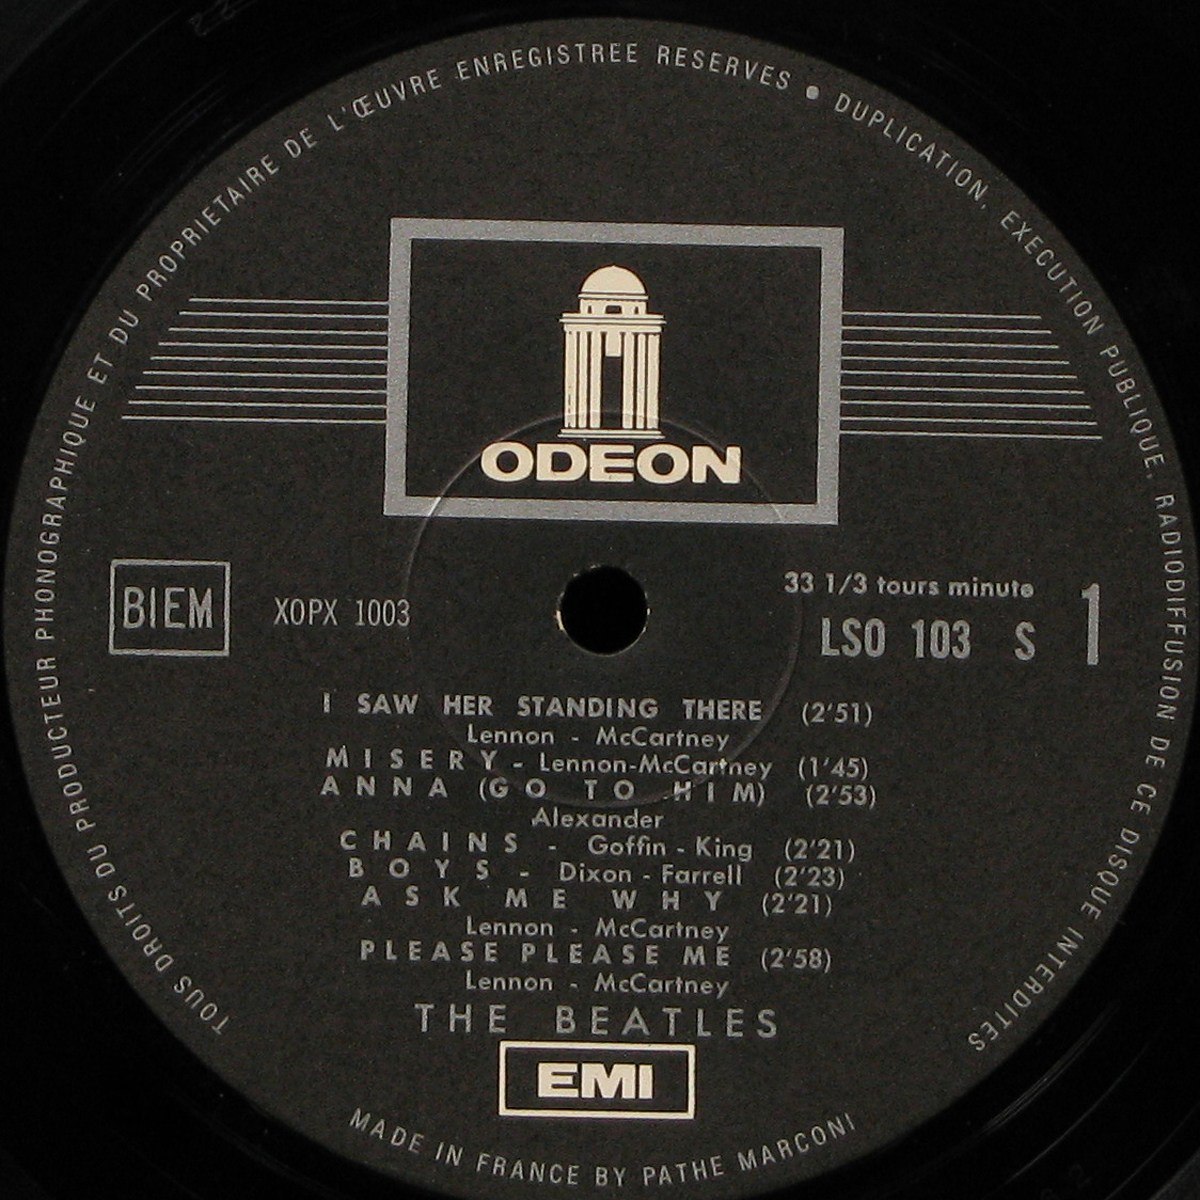 TOUS DROITS DU PRODUCTEUR PHONOGRAPHIQUE ET DU PROPRIETAIRE DE L'ŒUVRE ENREGISTREE RESERVES • DUPLICATION, EXECUTION PUBLIQUE, RADIODIFFUSION DE CE DISQUE INTERDITES
ODEON
BIEM
XOPX 1003
33 1/3 tours minute
LSO 103 S 1
I SAW HER STANDING THERE (2'51)
Lennon - McCartney
MISERY - Lennon-McCartney (1'45)
ANNA (GO TO HIM) (2'53)
Alexander
CHAINS - Goffin - King (2'21)
BOYS - Dixon - Farrell (2'23)
ASK ME WHY (2'21)
Lennon - McCartney
PLEASE PLEASE ME (2'58)
Lennon - McCartney
THE BEATLES
EMI
MADE IN FRANCE BY PATHE MARCONI